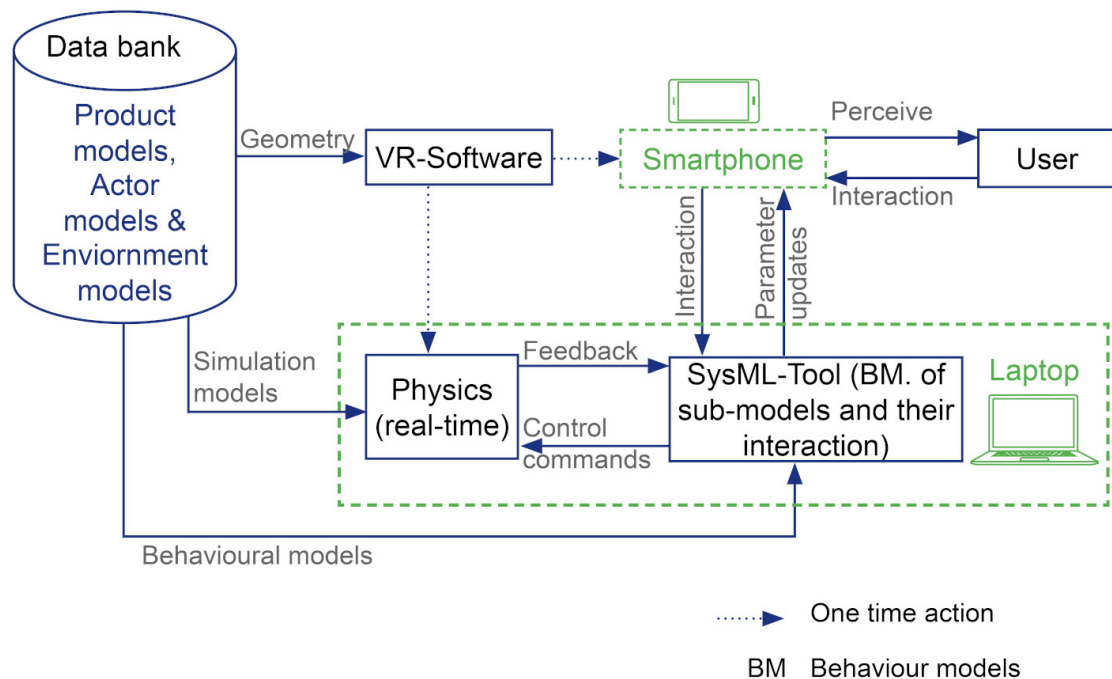 Data bank
Product
models,
Actor
models &
Enviornment
models
Geometry
VR-Software
Smartphone
Perceive
Interaction
User
Interaction
Parameter
updates
Simulation
models
Physics
(real-time)
Feedback
Control
commands
SysML-Tool (BM. of
sub-models and their
interaction)
Laptop
Behavioural models
One time action
BM Behaviour models